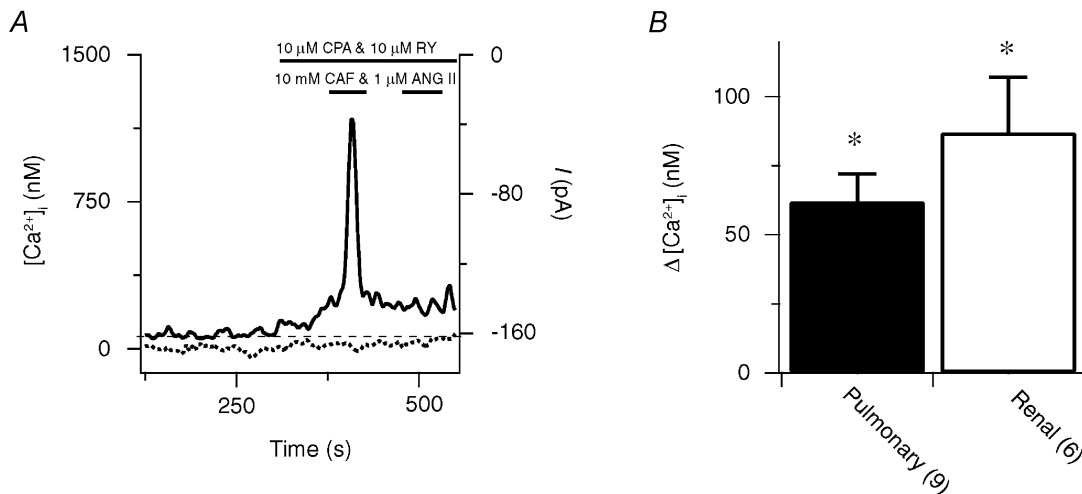 A
1500
750
0
[Ca²⁺]ᵢ (nM)
10 µM CPA & 10 µM RY
10 mM CAF & 1 µM ANG II
0
-80
-160
I (pA)
250
500
Time (s)
B
100
50
0
Δ [Ca²⁺]ᵢ (nM)
*
*
Pulmonary (9)
Renal (6)